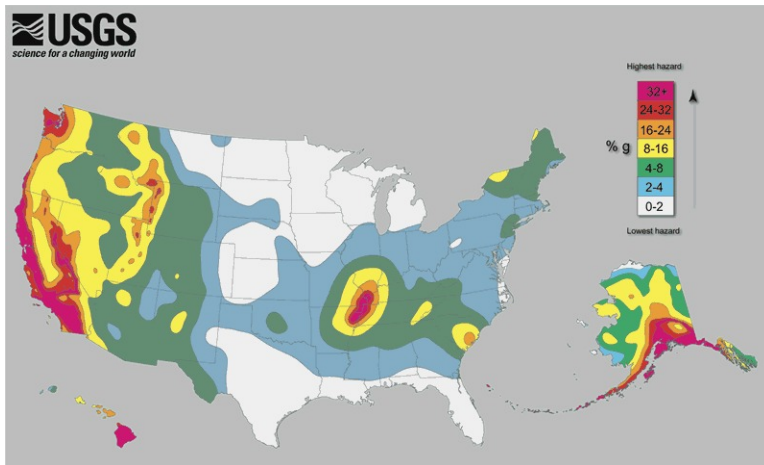 USGS
science for a changing world
Highest hazard
32+
24-32
16-24
% g
8-16
4-8
2-4
0-2
Lowest hazard